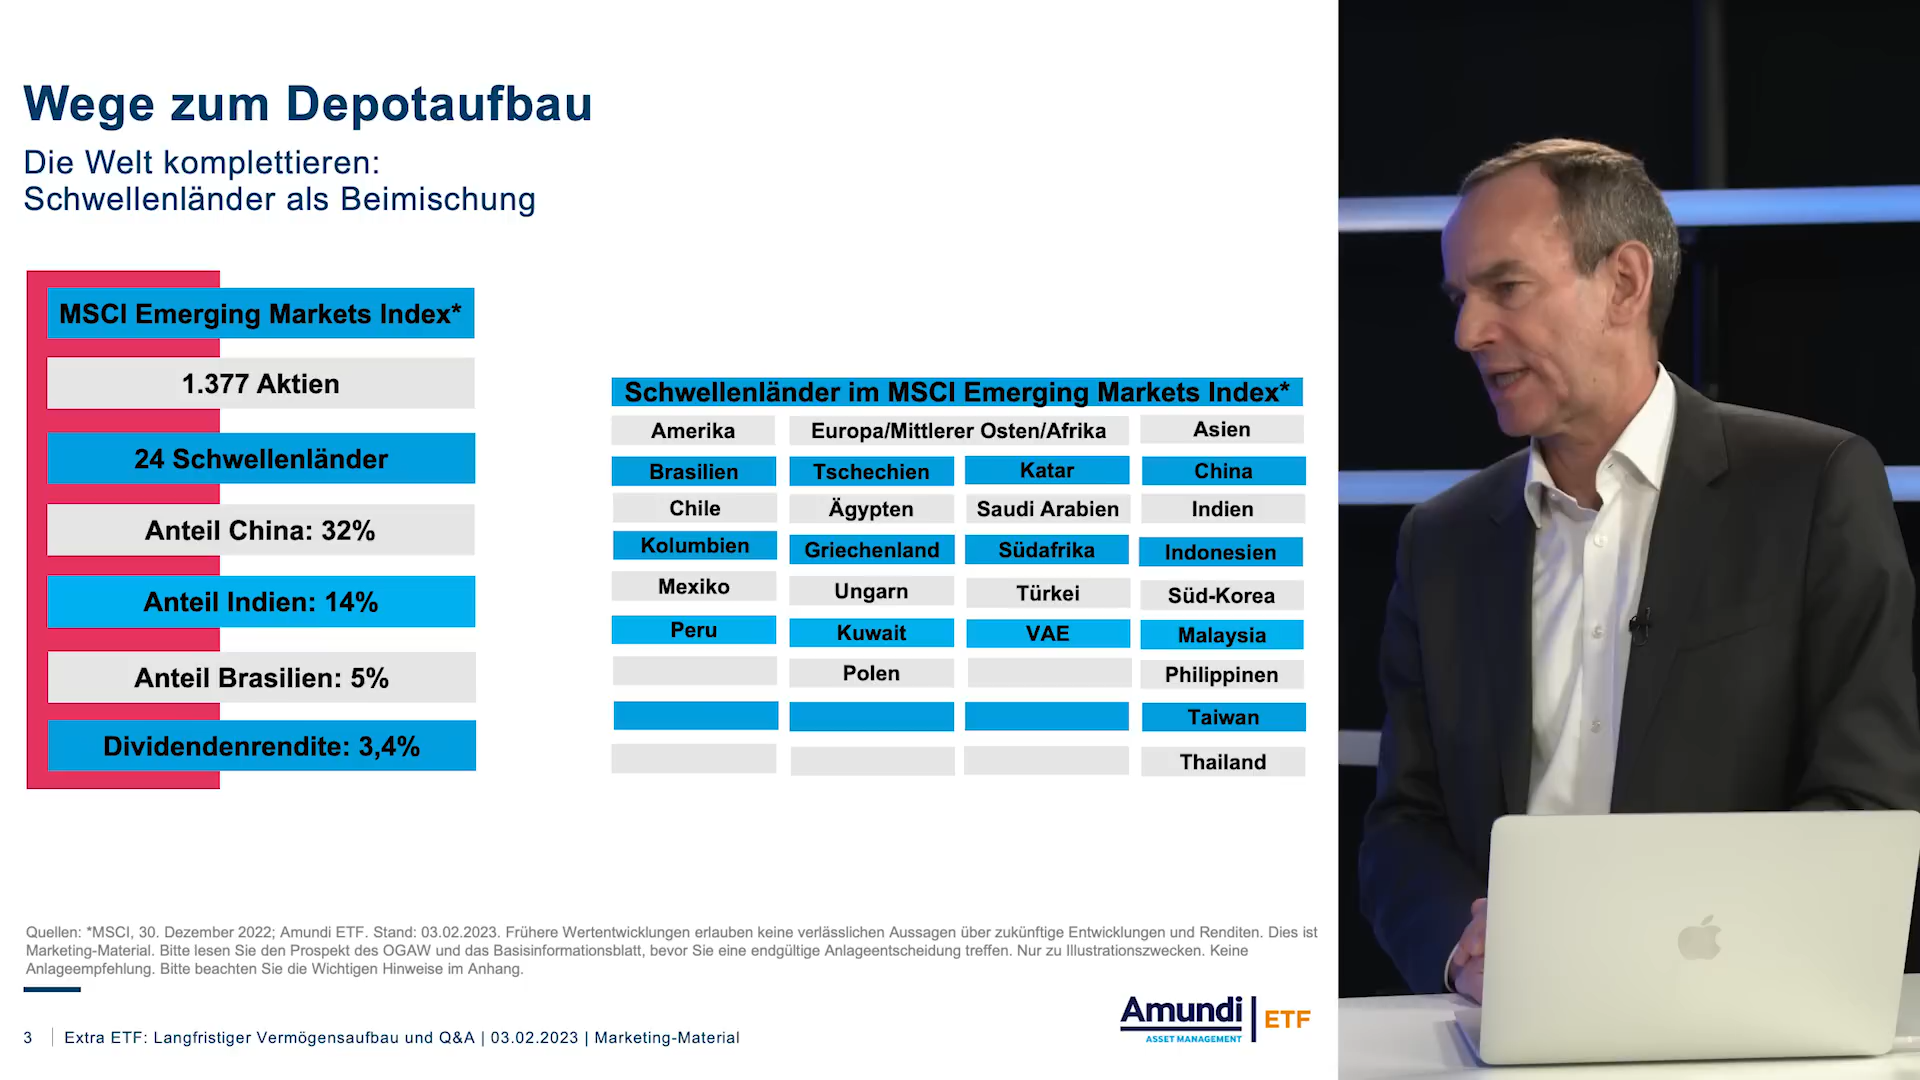 Wege zum Depotaufbau
Die Welt komplettieren:
Schwellenländer als Beimischung
MSCI Emerging Markets Index*
1.377 Aktien
24 Schwellenländer
Anteil China: 32%
Anteil Indien: 14%
Anteil Brasilien: 5%
Dividendenrendite: 3,4%
Schwellenländer im MSCI Emerging Markets Index*
Amerika Europa/Mittlerer Osten/Afrika Asien
Brasilien Tschechien Katar China
Chile Ägypten Saudi Arabien Indien
Kolumbien Griechenland Südafrika Indonesien
Mexiko Ungarn Türkei Süd-Korea
Peru Kuwait VAE Malaysia
Polen Philippinen
Taiwan
Thailand
Quellen: *MSCI, 30. Dezember 2022; Amundi ETF. Stand: 03.02.2023. Frühere Wertentwicklungen erlauben keine verlässlichen Aussagen über zukünftige Entwicklungen und Renditen. Dies ist
Marketing-Material. Bitte lesen Sie den Prospekt des OGAW und das Basisinformationsblatt, bevor Sie eine endgültige Anlageentscheidung treffen. Nur zu Illustrationszwecken. Keine
Anlageempfehlung. Bitte beachten Sie die Wichtigen Hinweise im Anhang.
3 | Extra ETF: Langfristiger Vermögensaufbau und Q&A | 03.02.2023 | Marketing-Material
Amundi | ETF
ASSET MANAGEMENT